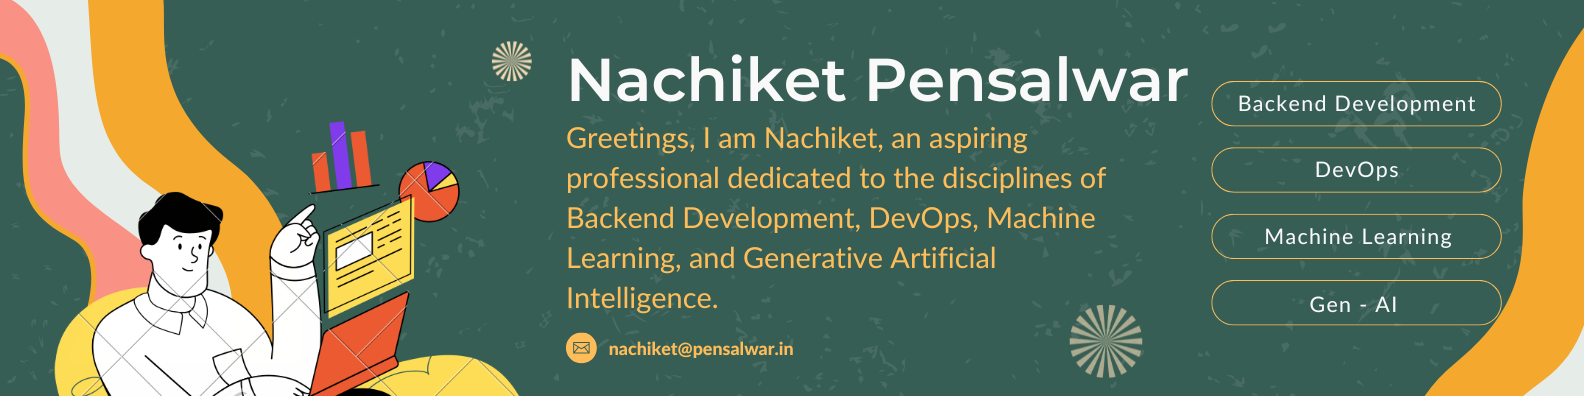 Nachiket Pensalwar
Greetings, I am Nachiket, an aspiring
professional dedicated to the disciplines of
Backend Development, DevOps, Machine
Learning, and Generative Artificial
Intelligence.
nachiket@pensalwar.in
Backend Development
DevOps
Machine Learning
Gen - AI